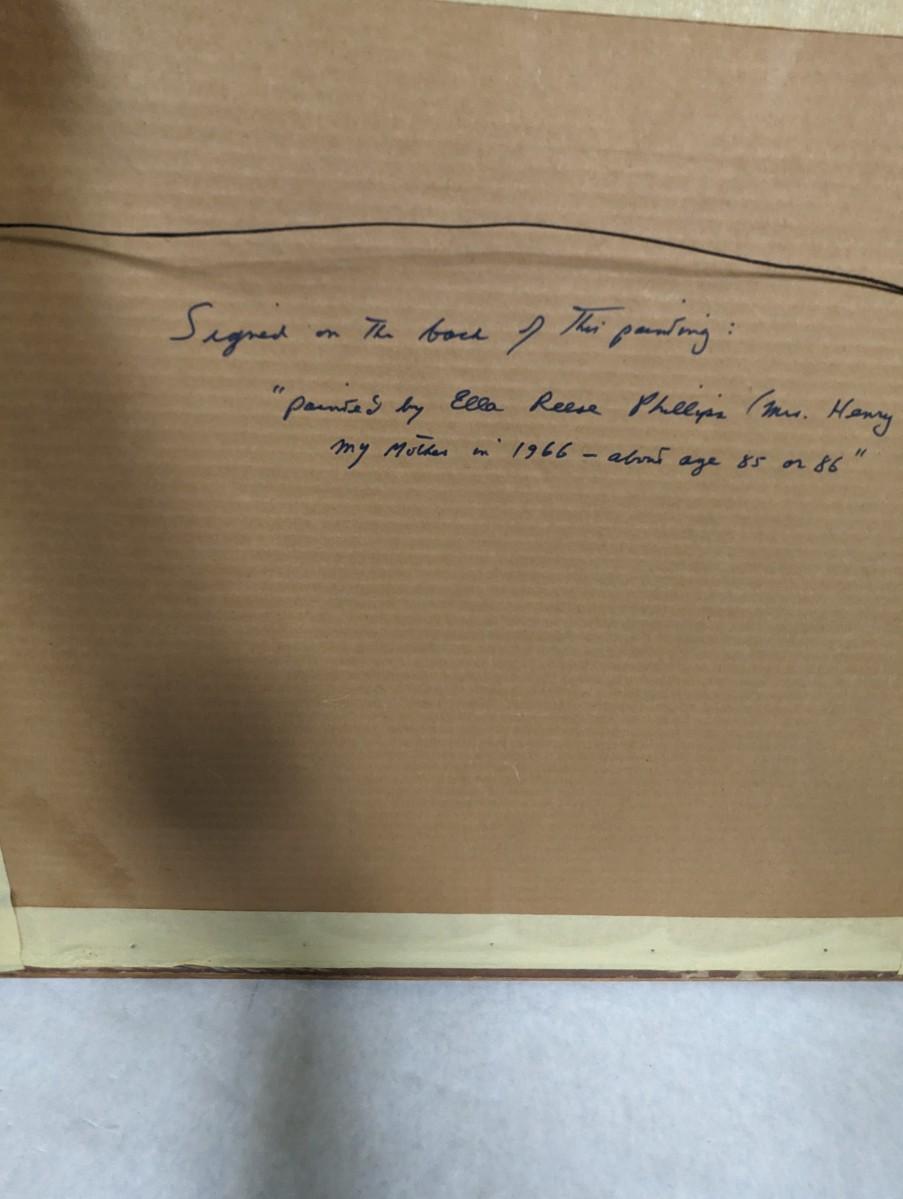 Signed on The back of This painting:
"painted by Ella Reese Phillips (Mrs. Henry
my Mother in 1966 – about age 85 or 86"